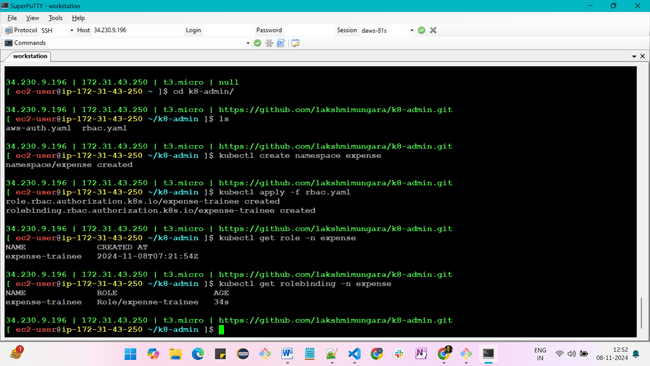 SuperPuTTY - workstation
File View Tools Help
Protocol SSH Host 34.230.9.196 Login Password Session daws-81s
Commands
workstation
34.230.9.196 | 172.31.43.250 | t3.micro | null
[ ec2-user@ip-172-31-43-250 ~ ]$ cd k8-admin/
34.230.9.196 | 172.31.43.250 | t3.micro | https://github.com/lakshmimungara/k8-admin.git
[ ec2-user@ip-172-31-43-250 ~/k8-admin ]$ ls
aws-auth.yaml rbac.yaml
34.230.9.196 | 172.31.43.250 | t3.micro | https://github.com/lakshmimungara/k8-admin.git
[ ec2-user@ip-172-31-43-250 ~/k8-admin ]$ kubectl create namespace expense
namespace/expense created
34.230.9.196 | 172.31.43.250 | t3.micro | https://github.com/lakshmimungara/k8-admin.git
[ ec2-user@ip-172-31-43-250 ~/k8-admin ]$ kubectl apply -f rbac.yaml
role.rbac.authorization.k8s.io/expense-trainee created
rolebinding.rbac.authorization.k8s.io/expense-trainee created
34.230.9.196 | 172.31.43.250 | t3.micro | https://github.com/lakshmimungara/k8-admin.git
[ ec2-user@ip-172-31-43-250 ~/k8-admin ]$ kubectl get role -n expense
NAME CREATED AT
expense-trainee 2024-11-08T07:21:54Z
34.230.9.196 | 172.31.43.250 | t3.micro | https://github.com/lakshmimungara/k8-admin.git
[ ec2-user@ip-172-31-43-250 ~/k8-admin ]$ kubectl get rolebinding -n expense
NAME ROLE AGE
expense-trainee Role/expense-trainee 34s
34.230.9.196 | 172.31.43.250 | t3.micro | https://github.com/lakshmimungara/k8-admin.git
[ ec2-user@ip-172-31-43-250 ~/k8-admin ]$
ENG 12:52
IN 08-11-2024